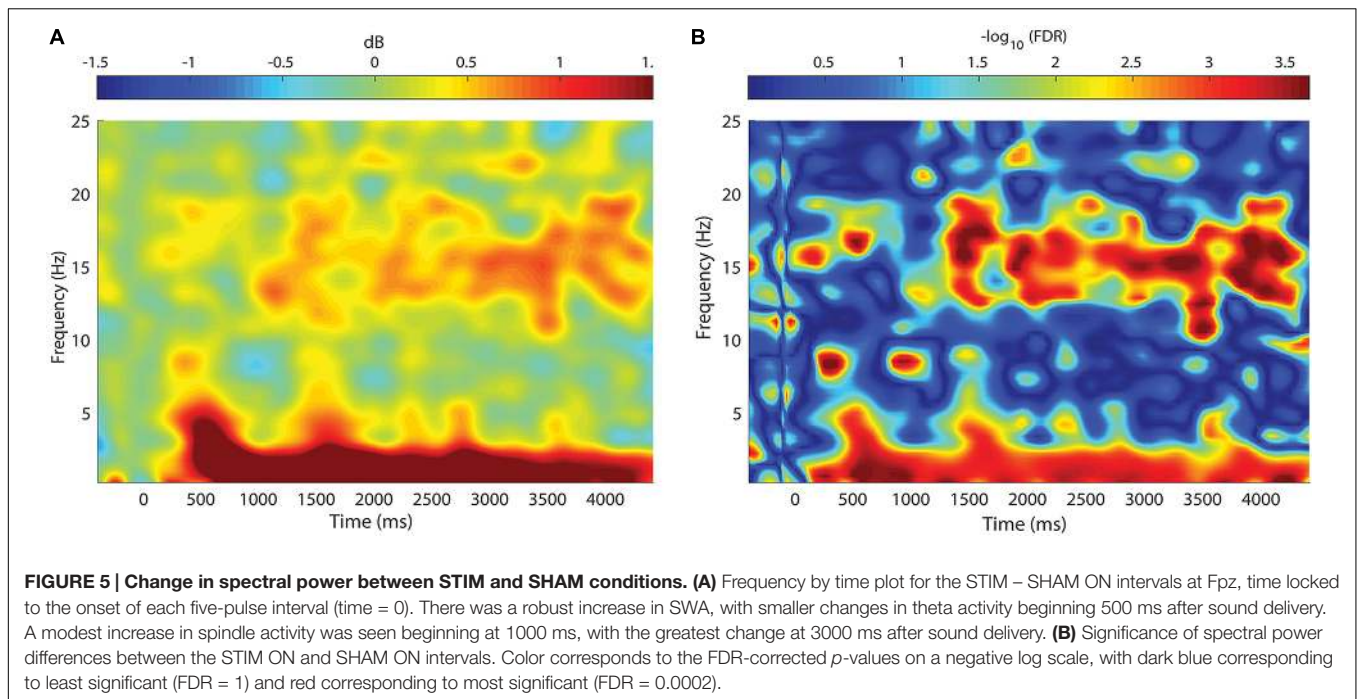 A
dB
-1.5 -1 -0.5 0 0.5 1 1.
25
20
15
10
5
Frequency (Hz)
0 500 1000 1500 2000 2500 3000 3500 4000
Time (ms)
B
-log10 (FDR)
0.5 1 1.5 2 2.5 3 3.5
25
20
15
10
5
Frequency (Hz)
0 500 1000 1500 2000 2500 3000 3500 4000
Time (ms)
FIGURE 5 | Change in spectral power between STIM and SHAM conditions. (A) Frequency by time plot for the STIM – SHAM ON intervals at Fpz, time locked
to the onset of each five-pulse interval (time = 0). There was a robust increase in SWA, with smaller changes in theta activity beginning 500 ms after sound delivery.
A modest increase in spindle activity was seen beginning at 1000 ms, with the greatest change at 3000 ms after sound delivery. (B) Significance of spectral power
differences between the STIM ON and SHAM ON intervals. Color corresponds to the FDR-corrected p-values on a negative log scale, with dark blue corresponding
to least significant (FDR = 1) and red corresponding to most significant (FDR = 0.0002).